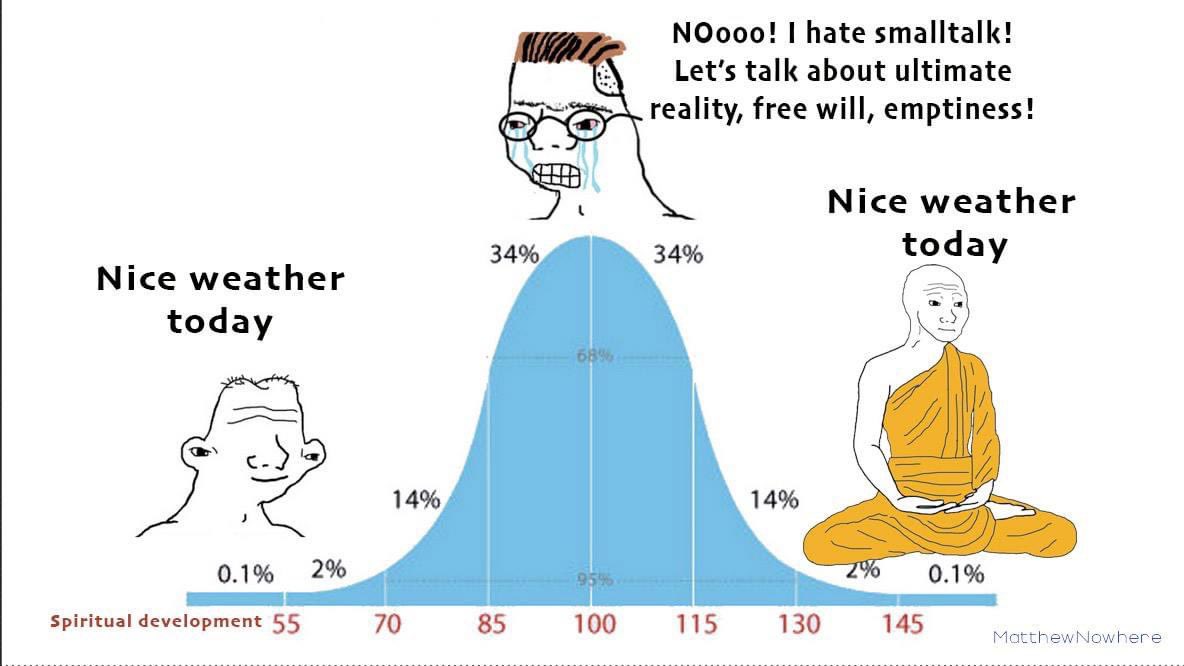 NOooo! I hate smalltalk!
Let's talk about ultimate
reality, free will, emptiness!
Nice weather
today
Nice weather
today
34%
34%
68%
14%
14%
0.1%
2%
95%
2%
0.1%
Spiritual development
55
70
85
100
115
130
145
MatthewNowhere